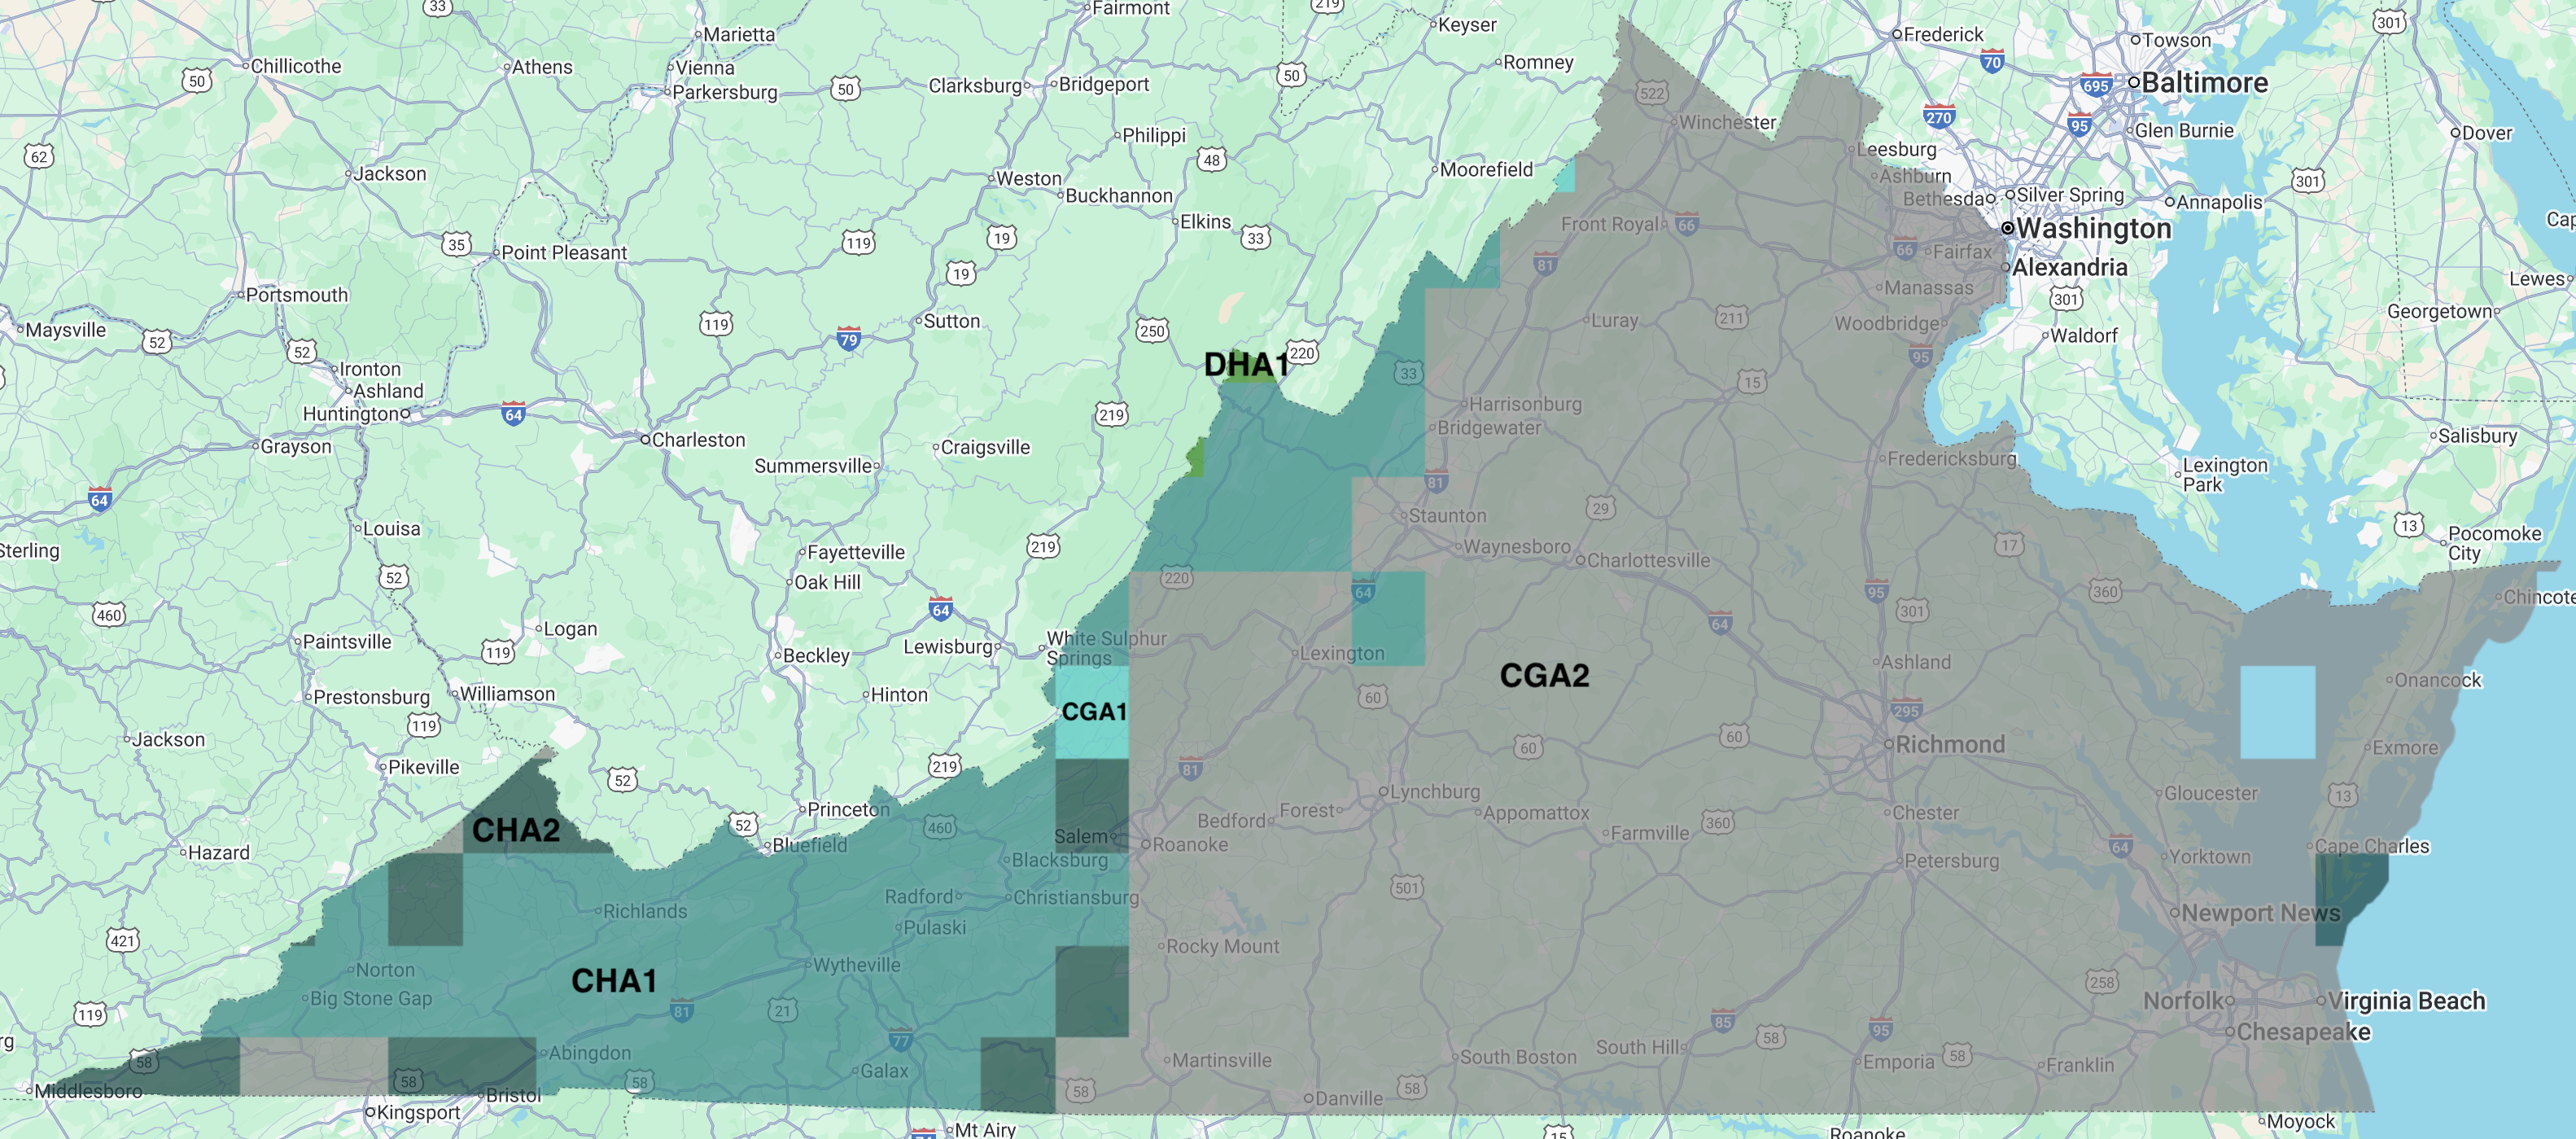 33
Fairmont
219
219
Keyser
Frederick
Towson
301
Marietta
Chillicothe
50
Athens
Vienna
Parkersburg
50
Clarksburg
Bridgeport
50
Romney
522
70
695
Baltimore
270
95
Glen Burnie
Winchester
Dover
62
Philippi
48
Leesburg
Jackson
Weston
Buckhannon
Moorefield
Ashburn
Bethesda
Silver Spring
Annapolis
301
Elkins
33
Front Royal
66
Washington
Cap
35
Point Pleasant
119
19
19
81
66
Fairfax
Alexandria
Lewes
Portsmouth
Manassas
301
Georgetown
Maysville
52
52
119
79
Sutton
250
220
DHA1
Luray
211
Woodbridge
Waldorf
95
Ironton
Ashland
Huntington
64
33
15
219
Harrisonburg
Bridgewater
Grayson
Charleston
Craigsville
Summersville
Salisbury
Fredericksburg
Lexington
Park
64
81
Staunton
29
Louisa
13
Pocomoke
City
Sterling
Fayetteville
219
Waynesboro
Charlottesville
17
52
Oak Hill
220
64
95
360
Chincote
460
64
301
64
Logan
119
Paintsville
Beckley
Lewisburg
White Sulphur
Springs
Lexington
Ashland
CGA2
Prestonsburg
Williamson
Hinton
60
Onancock
119
CGA1
295
Jackson
60
60
Richmond
Exmore
Pikeville
52
219
81
Princeton
Lynchburg
Gloucester
13
Forest
Bedford
Appomattox
Chester
CHA2
52
460
Salem
Roanoke
Farmville
360
64
Cape Charles
Hazard
Bluefield
Blacksburg
Petersburg
Yorktown
Radford
Christiansburg
501
Richlands
Newport News
421
Pulaski
Rocky Mount
Norton
Wytheville
CHA1
Big Stone Gap
258
Norfolk
Virginia Beach
119
81
21
85
95
58
Chesapeake
rg
77
58
Abingdon
Martinsville
South Boston
South Hill
58
Emporia
Franklin
Galax
58
58
58
58
Middlesboro
Bristol
Danville
Kingsport
Mt Airy
15
Roanoke
Moyock